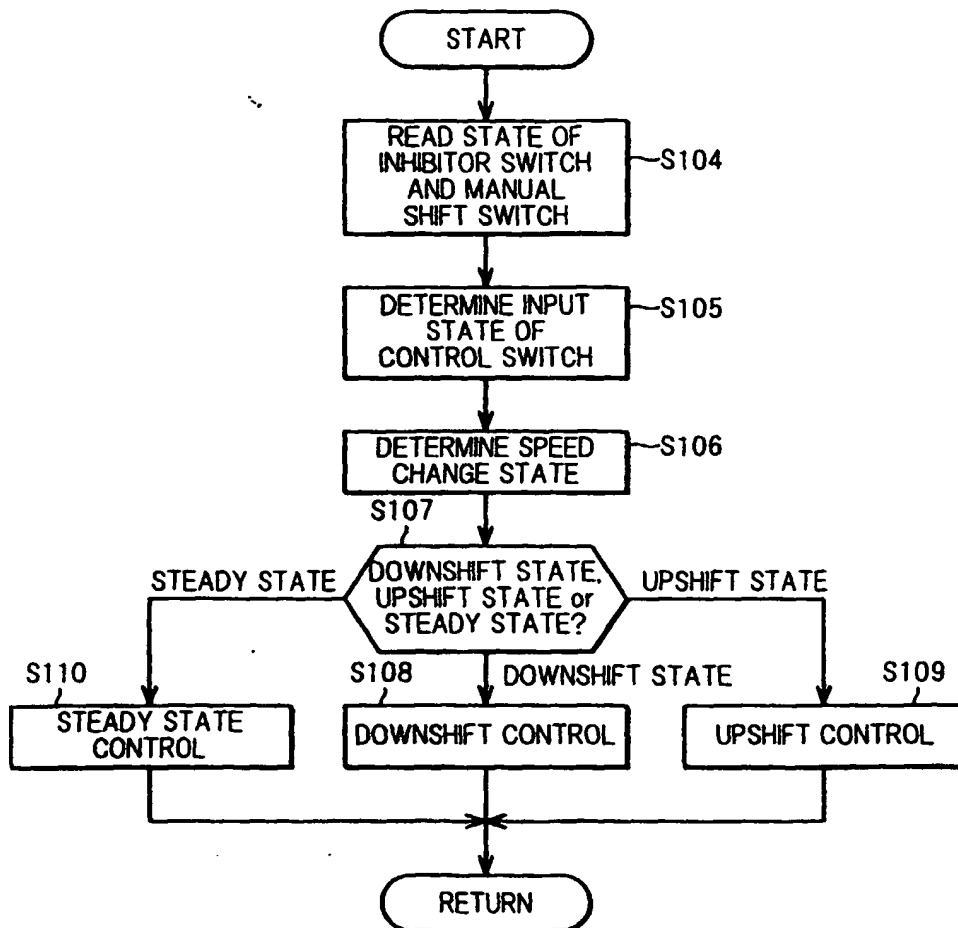 START
READ STATE OF
INHIBITOR SWITCH
AND MANUAL
SHIFT SWITCH
S104
DETERMINE INPUT
STATE OF
CONTROL SWITCH
S105
DETERMINE SPEED
CHANGE STATE
S106
S107
DOWNSHIFT STATE,
UPSHIFT STATE or
STEADY STATE?
STEADY STATE
UPSHIFT STATE
DOWNSHIFT STATE
S110
STEADY STATE
CONTROL
S108
DOWNSHIFT CONTROL
S109
UPSHIFT CONTROL
RETURN